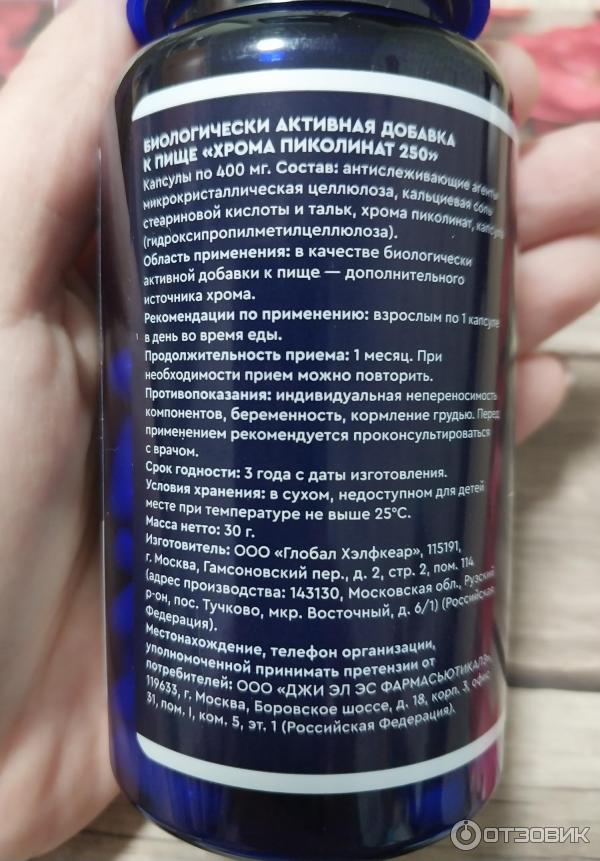 БИОЛОГИЧЕСКИ АКТИВНАЯ ДОБАВКА
К ПИЩЕ «ХРОМА ПИКОЛИНАТ 250»
Капсулы по 400 мг. Состав: антислеживающие агенты
микрокристаллическая целлюлоза, кальциевая соль
стеариновой кислоты и тальк, хрома пиколинат,
(гидроксипропилметилцеллюлоза).
Область применения: в качестве биологически
активной добавки к пище — дополнительного
источника хрома.
Рекомендации по применению: взрослым по 1 капсуле
в день во время еды.
Продолжительность приема: 1 месяц. При
необходимости прием можно повторить.
Противопоказания: индивидуальная непереносимость
компонентов, беременность, кормление грудью. Перед
применением рекомендуется проконсультироваться
с врачом.
Срок годности: 3 года с даты изготовления.
Условия хранения: в сухом, недоступном для детей
месте при температуре не выше 25°C.
Масса нетто: 30 г.
Изготовитель: ООО «Глобал Хэлфкеар», 115191,
г. Москва, Гамсоновский пер., д. 2, стр. 2, пом. 114
(адрес производства: 143130, Московская обл., Рузский
р-он, пос. Тучково, мкр. Восточный, д. 6/1) (Российская
Федерация).
Местонахождение, телефон организации,
уполномоченной принимать претензии от
потребителей: ООО «ДЖИ ЭЛ ЭС ФАРМАСЬЮТИКАЛЗ»,
119633, г. Москва, Боровское шоссе, д. 18, корп. 3, офис
31, пом. I, ком. 5, эт. 1 (Российская Федерация).
ОТЗОВИК